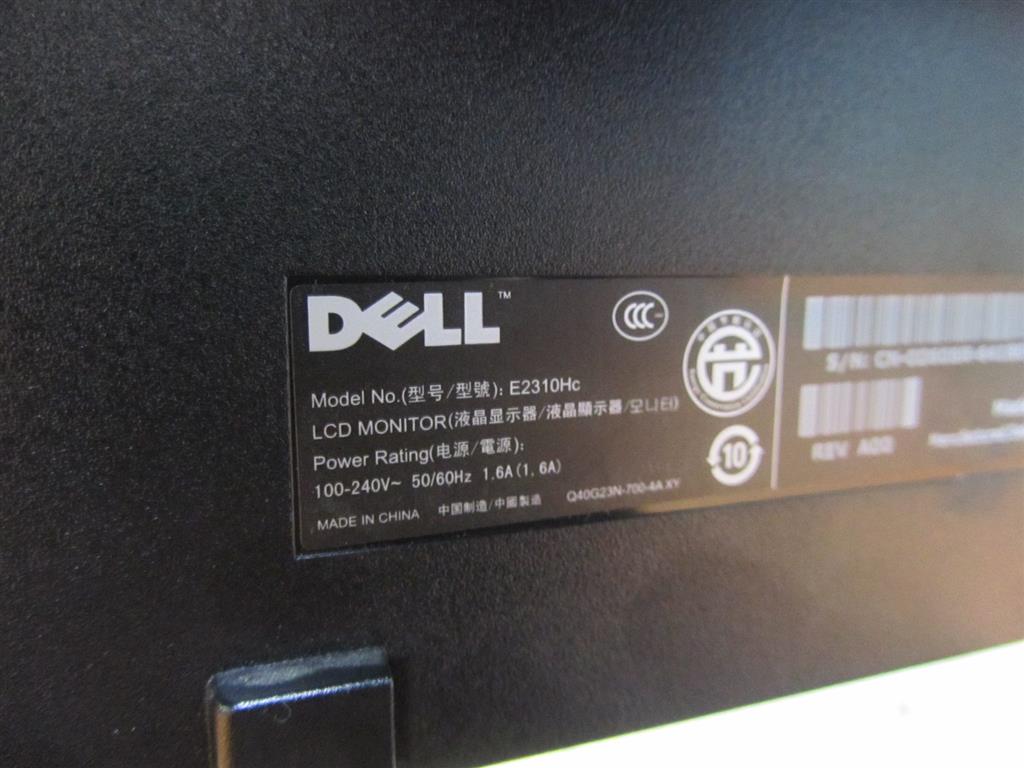 DELL™
Model No.(型号/型號): E2310Hc
LCD MONITOR(液晶显示器/液晶顯示器/모니터)
Power Rating(电源/電源):
100-240V~ 50/60Hz 1.6A(1,6A)
MADE IN CHINA 中国制造/中國製造 Q40G23N-700-4A XY
CCC
10
S/N:
REV A00